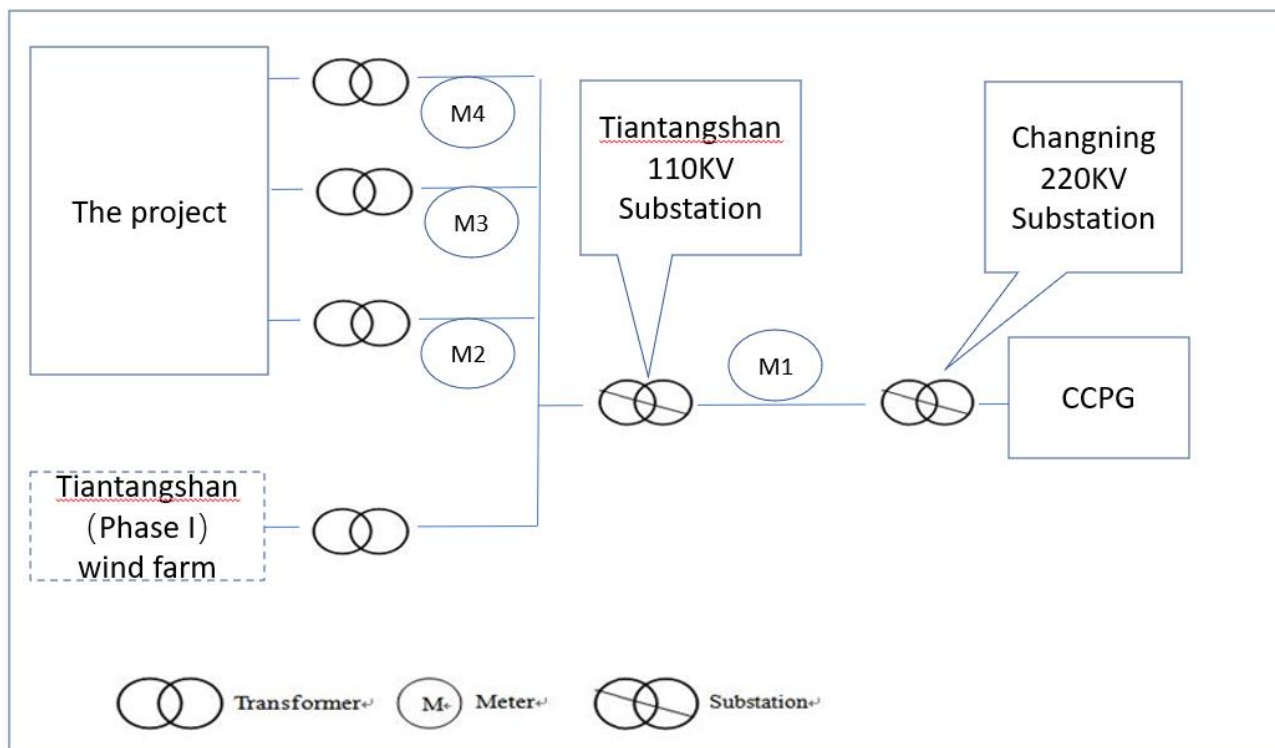 The project
M4
M3
M2
Tiantangshan
110KV
Substation
Changning
220KV
Substation
M1
CCPG
Tiantangshan
（Phase I）
wind farm
Transformer↵
M↵
Meter↵
Substation↵